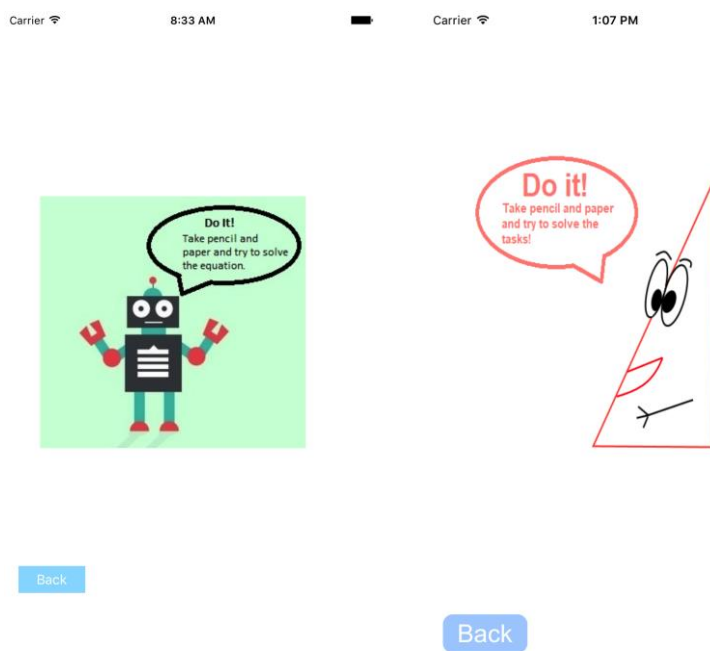 Carrier
8:33 AM
Do It!
Take pencil and
paper and try to solve
the equation.
Back
Carrier
1:07 PM
Do it!
Take pencil and paper
and try to solve the
tasks!
Back